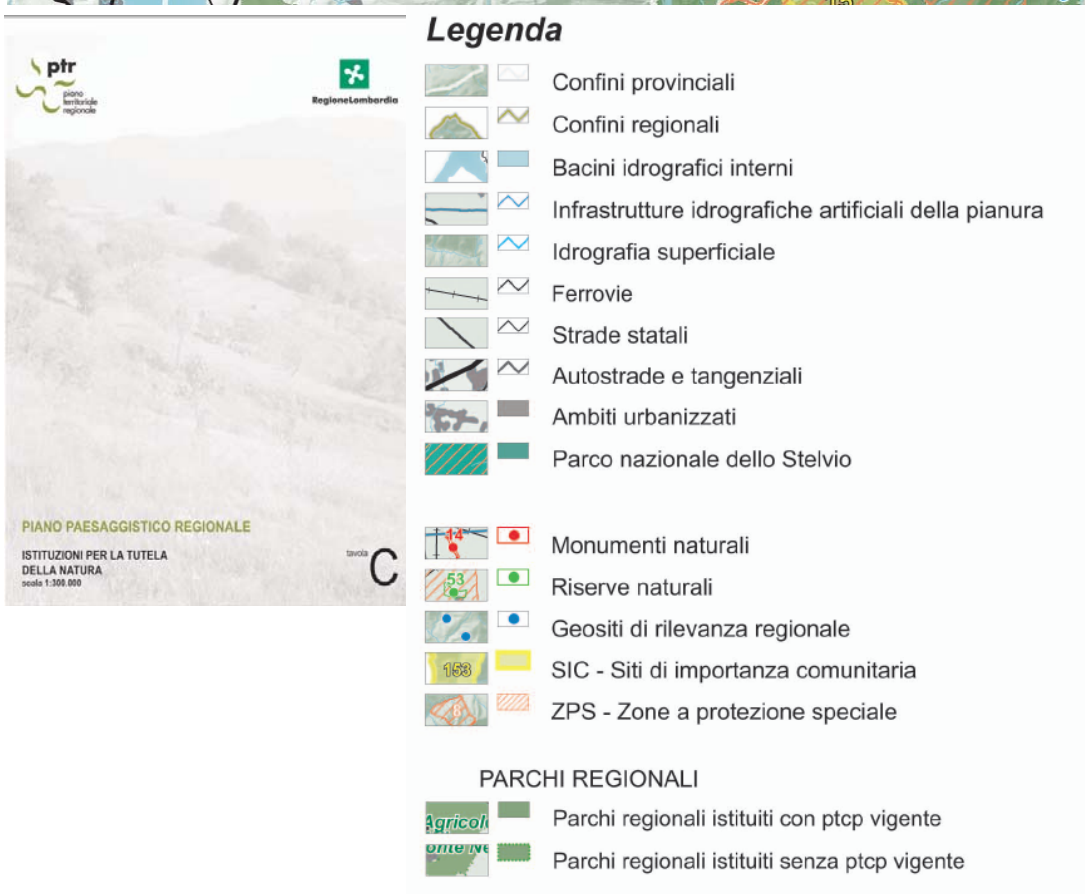 15
ptr
piano
territoriale
regionale
RegioneLombardia
PIANO PAESAGGISTICO REGIONALE
ISTITUZIONI PER LA TUTELA
DELLA NATURA
scala 1:300.000
tavola C
Legenda
Confini provinciali
Confini regionali
Bacini idrografici interni
Infrastrutture idrografiche artificiali della pianura
Idrografia superficiale
Ferrovie
Strade statali
Autostrade e tangenziali
Ambiti urbanizzati
Parco nazionale dello Stelvio
14
Monumenti naturali
53
Riserve naturali
Geositi di rilevanza regionale
153
SIC - Siti di importanza comunitaria
8
ZPS - Zone a protezione speciale
PARCHI REGIONALI
Agricol
Parchi regionali istituiti con ptcp vigente
onte Ne
Parchi regionali istituiti senza ptcp vigente